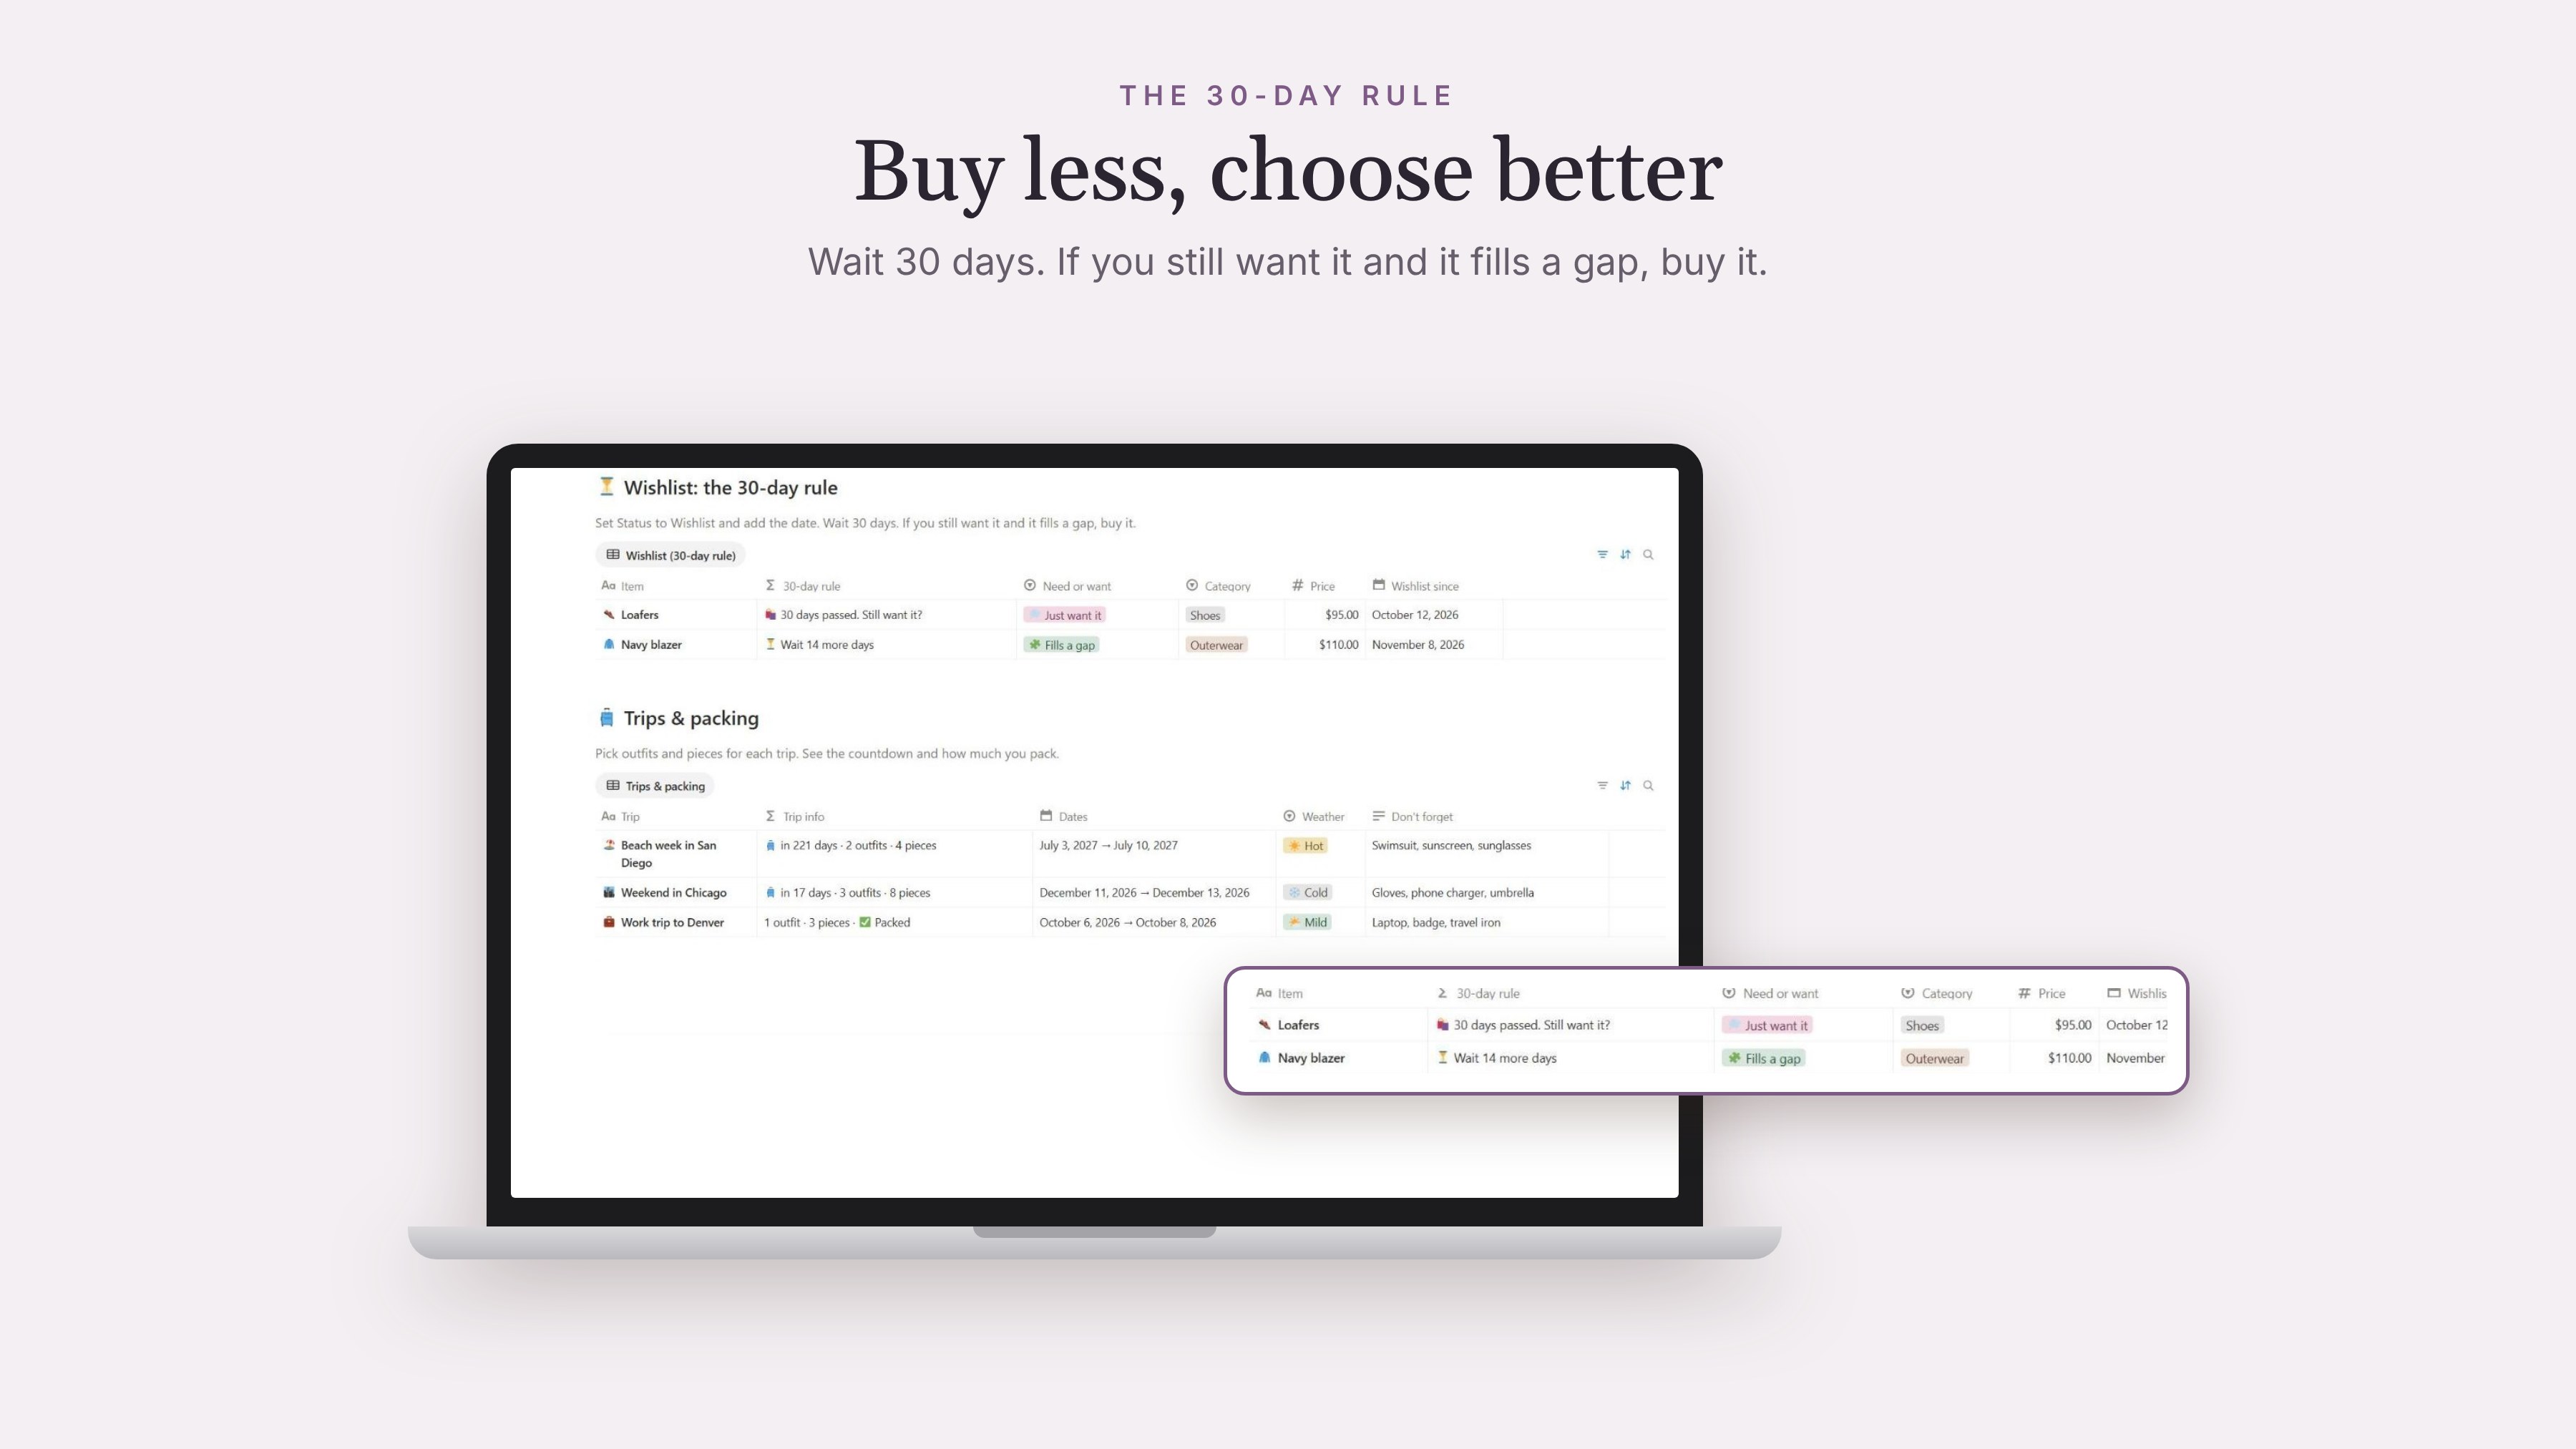 THE 30-DAY RULE
Buy less, choose better
Wait 30 days. If you still want it and it fills a gap, buy it.
Wishlist: the 30-day rule
Set Status to Wishlist and add the date. Wait 30 days. If you still want it and it fills a gap, buy it.
Wishlist (30-day rule)
Aa Item Σ 30-day rule Need or want Category # Price Wishlist since
Loafers 30 days passed. Still want it? Just want it Shoes $95.00 October 12, 2026
Navy blazer Wait 14 more days Fills a gap Outerwear $110.00 November 8, 2026
Trips & packing
Pick outfits and pieces for each trip. See the countdown and how much you pack.
Trips & packing
Aa Trip Σ Trip info Dates Weather Don't forget
Beach week in San Diego in 221 days · 2 outfits · 4 pieces July 3, 2027 → July 10, 2027 Hot Swimsuit, sunscreen, sunglasses
Weekend in Chicago in 17 days · 3 outfits · 8 pieces December 11, 2026 → December 13, 2026 Cold Gloves, phone charger, umbrella
Work trip to Denver 1 outfit · 3 pieces · ✅ Packed October 6, 2026 → October 8, 2026 Mild Laptop, badge, travel iron
Aa Item Σ 30-day rule Need or want Category # Price Wishlis
Loafers 30 days passed. Still want it? Just want it Shoes $95.00 October 12
Navy blazer Wait 14 more days Fills a gap Outerwear $110.00 November